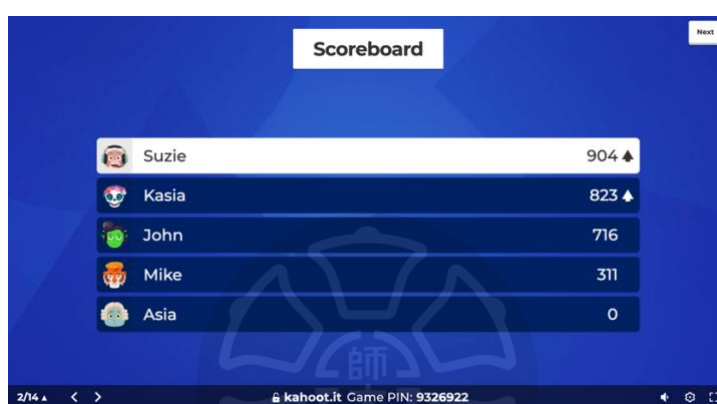 Next
Scoreboard
Suzie 904
Kasia 823
John 716
Mike 311
Asia 0
師
2/14 kahoot.it Game PIN: 9326922